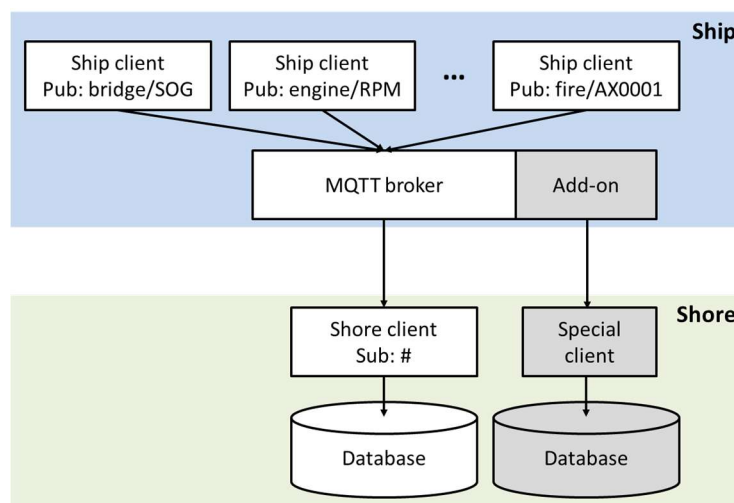 Ship
Ship client
Pub: bridge/SOG
Ship client
Pub: engine/RPM
...
Ship client
Pub: fire/AX0001
MQTT broker
Add-on
Shore
Shore client
Sub: #
Special
client
Database
Database